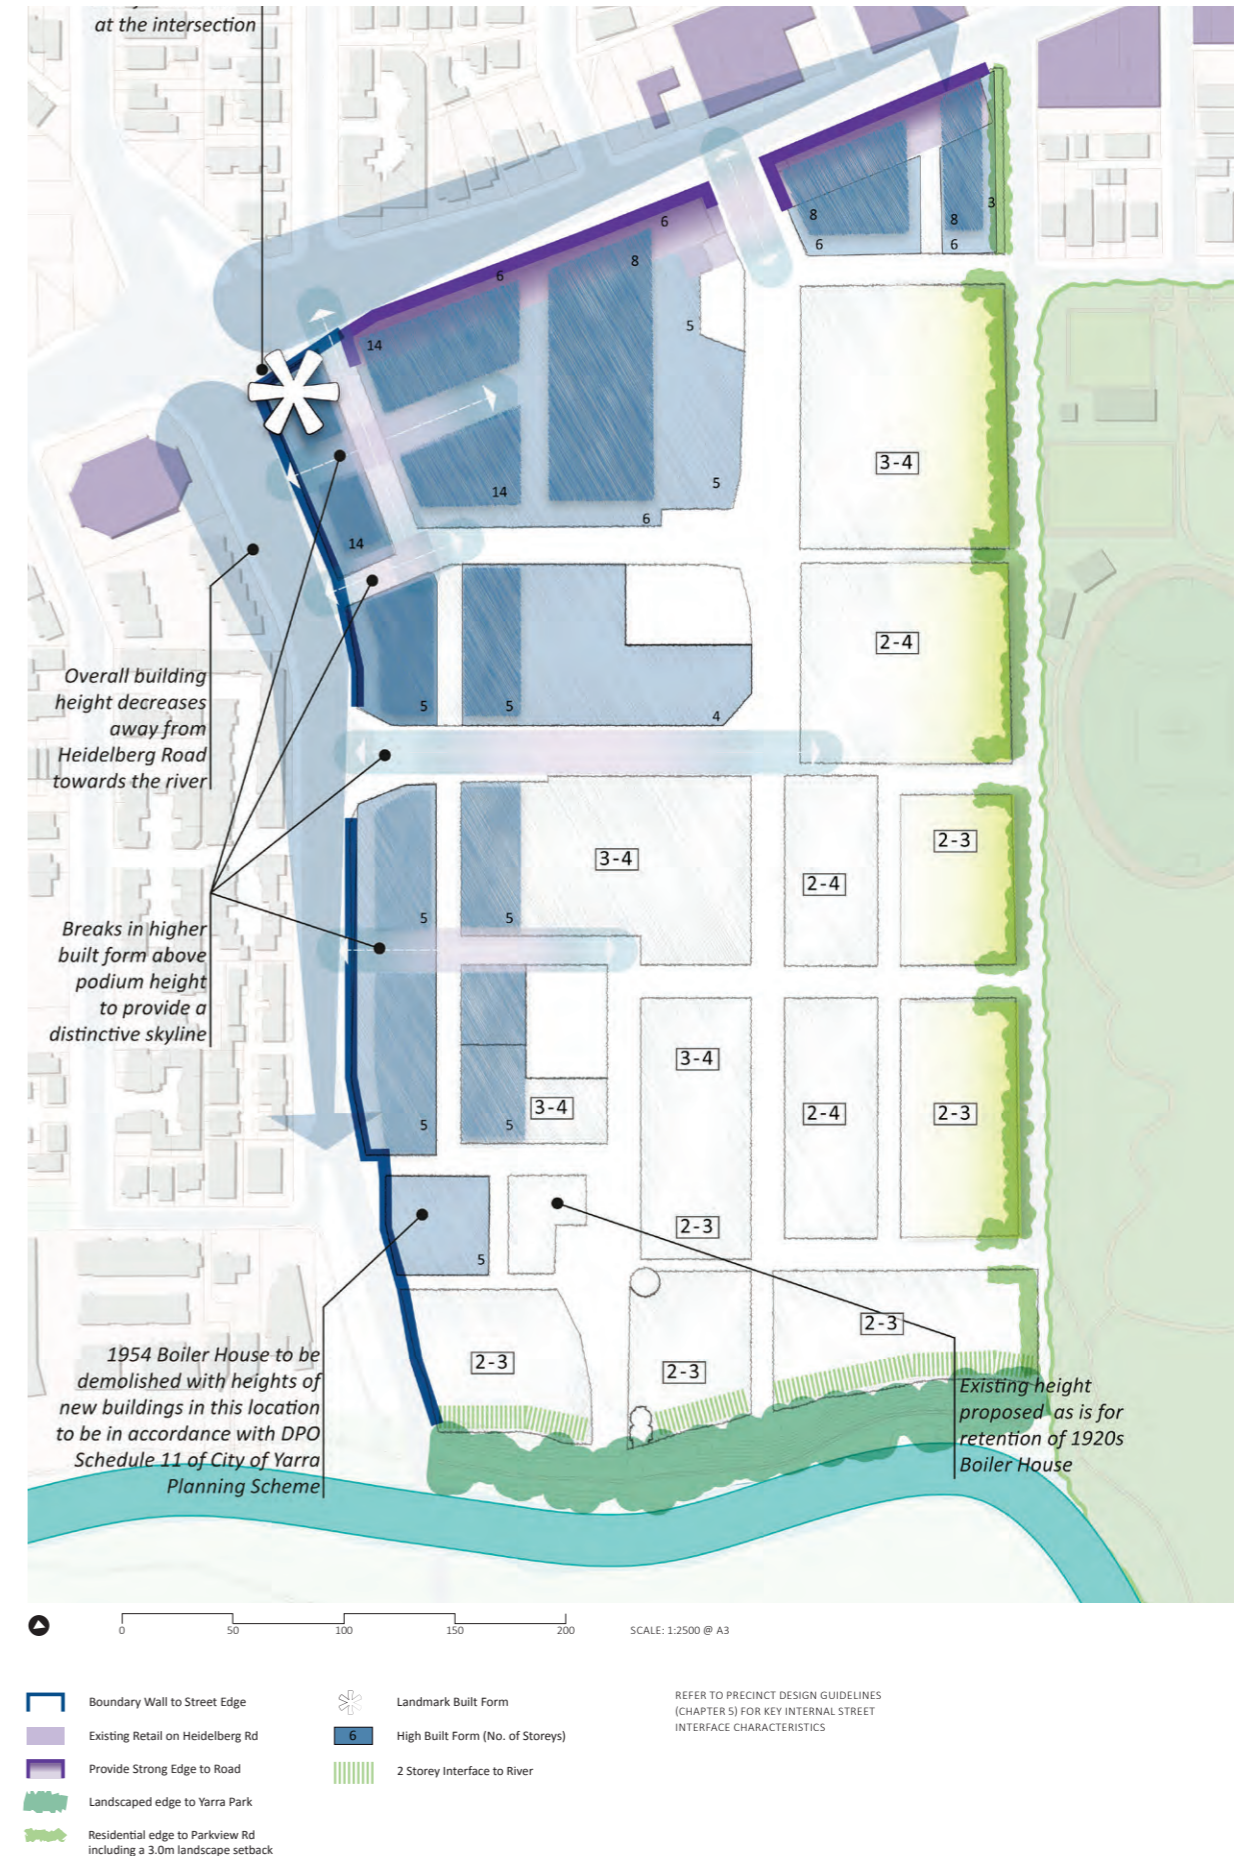 at the intersection
6
8
3
8
8
6
6
6
5
14
3-4
14
5
6
14
Overall building
height decreases
away from
Heidelberg Road
towards the river
2-4
5
5
4
Breaks in higher
built form above
podium height
to provide a
distinctive skyline
2-3
3-4
2-4
5
5
3-4
3-4
2-4
2-3
5
5
2-3
5
1954 Boiler House to be
demolished with heights of
new buildings in this location
to be in accordance with DPO
Schedule 11 of City of Yarra
Planning Scheme
2-3
2-3
2-3
Existing height
proposed as is for
retention of 1920s
Boiler House
0
50
100
150
200
SCALE: 1:2500 @ A3
Boundary Wall to Street Edge
Existing Retail on Heidelberg Rd
Provide Strong Edge to Road
Landscaped edge to Yarra Park
Residential edge to Parkview Rd
including a 3.0m landscape setback
Landmark Built Form
6
High Built Form (No. of Storeys)
2 Storey Interface to River
REFER TO PRECINCT DESIGN GUIDELINES
(CHAPTER 5) FOR KEY INTERNAL STREET
INTERFACE CHARACTERISTICS